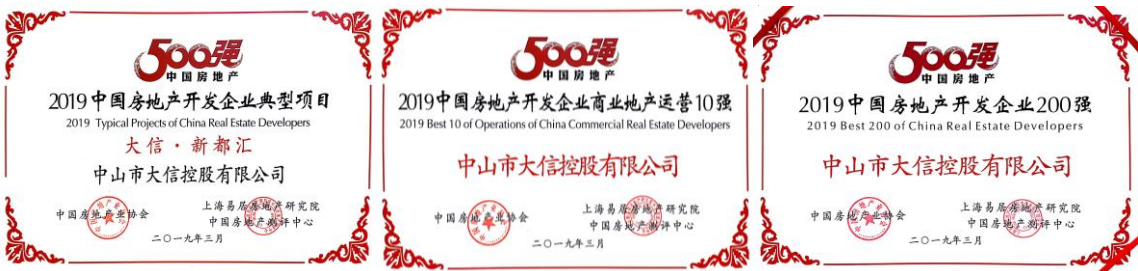 500强
中国房地产
2019中国房地产开发企业典型项目
2019 Typical Projects of China Real Estate Developers
大信·新都汇
中山市大信控股有限公司
中国房地产业协会
上海易居房地产研究院
中国房地产测评中心
二〇一九年三月
500强
中国房地产
2019中国房地产开发企业商业地产运营10强
2019 Best 10 of Operations of China Commercial Real Estate Developers
中山市大信控股有限公司
中国房地产业协会
上海易居房地产研究院
中国房地产测评中心
二〇一九年三月
500强
中国房地产
2019中国房地产开发企业200强
2019 Best 200 of China Real Estate Developers
中山市大信控股有限公司
中国房地产业协会
上海易居房地产研究院
中国房地产测评中心
二〇一九年三月